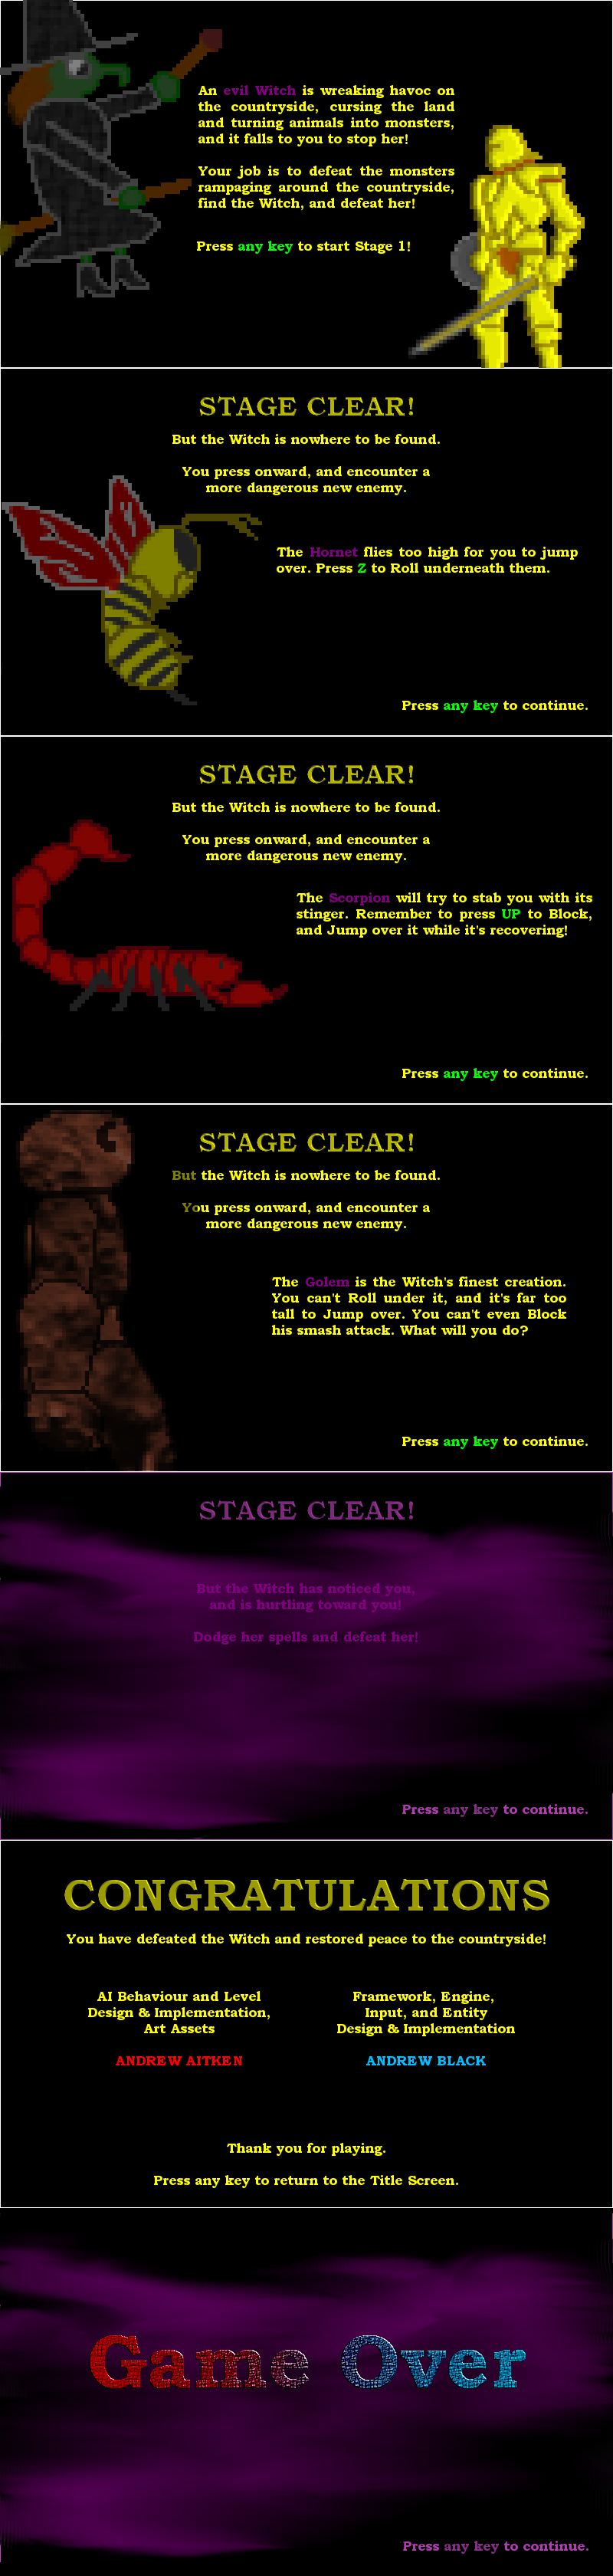 An evil Witch is wreaking havoc on
the countryside, cursing the land
and turning animals into monsters,
and it falls to you to stop her!
Your job is to defeat the monsters
rampaging around the countryside,
find the Witch, and defeat her!
Press any key to start Stage 1!
STAGE CLEAR!
But the Witch is nowhere to be found.
You press onward, and encounter a
more dangerous new enemy.
The Hornet flies too high for you to jump
over. Press Z to Roll underneath them.
Press any key to continue.
STAGE CLEAR!
But the Witch is nowhere to be found.
You press onward, and encounter a
more dangerous new enemy.
The Scorpion will try to stab you with its
stinger. Remember to press UP to Block,
and Jump over it while it's recovering!
Press any key to continue.
STAGE CLEAR!
But the Witch is nowhere to be found.
You press onward, and encounter a
more dangerous new enemy.
The Golem is the Witch's finest creation.
You can't Roll under it, and it's far too
tall to Jump over. You can't even Block
his smash attack. What will you do?
Press any key to continue.
STAGE CLEAR!
But the Witch has noticed you,
and is hurtling toward you!
Dodge her spells and defeat her!
Press any key to continue.
CONGRATULATIONS
You have defeated the Witch and restored peace to the countryside!
AI Behaviour and Level
Design & Implementation,
Art Assets
ANDREW AITKEN
Framework, Engine,
Input, and Entity
Design & Implementation
ANDREW BLACK
Thank you for playing.
Press any key to return to the Title Screen.
Game Over
Press any key to continue.